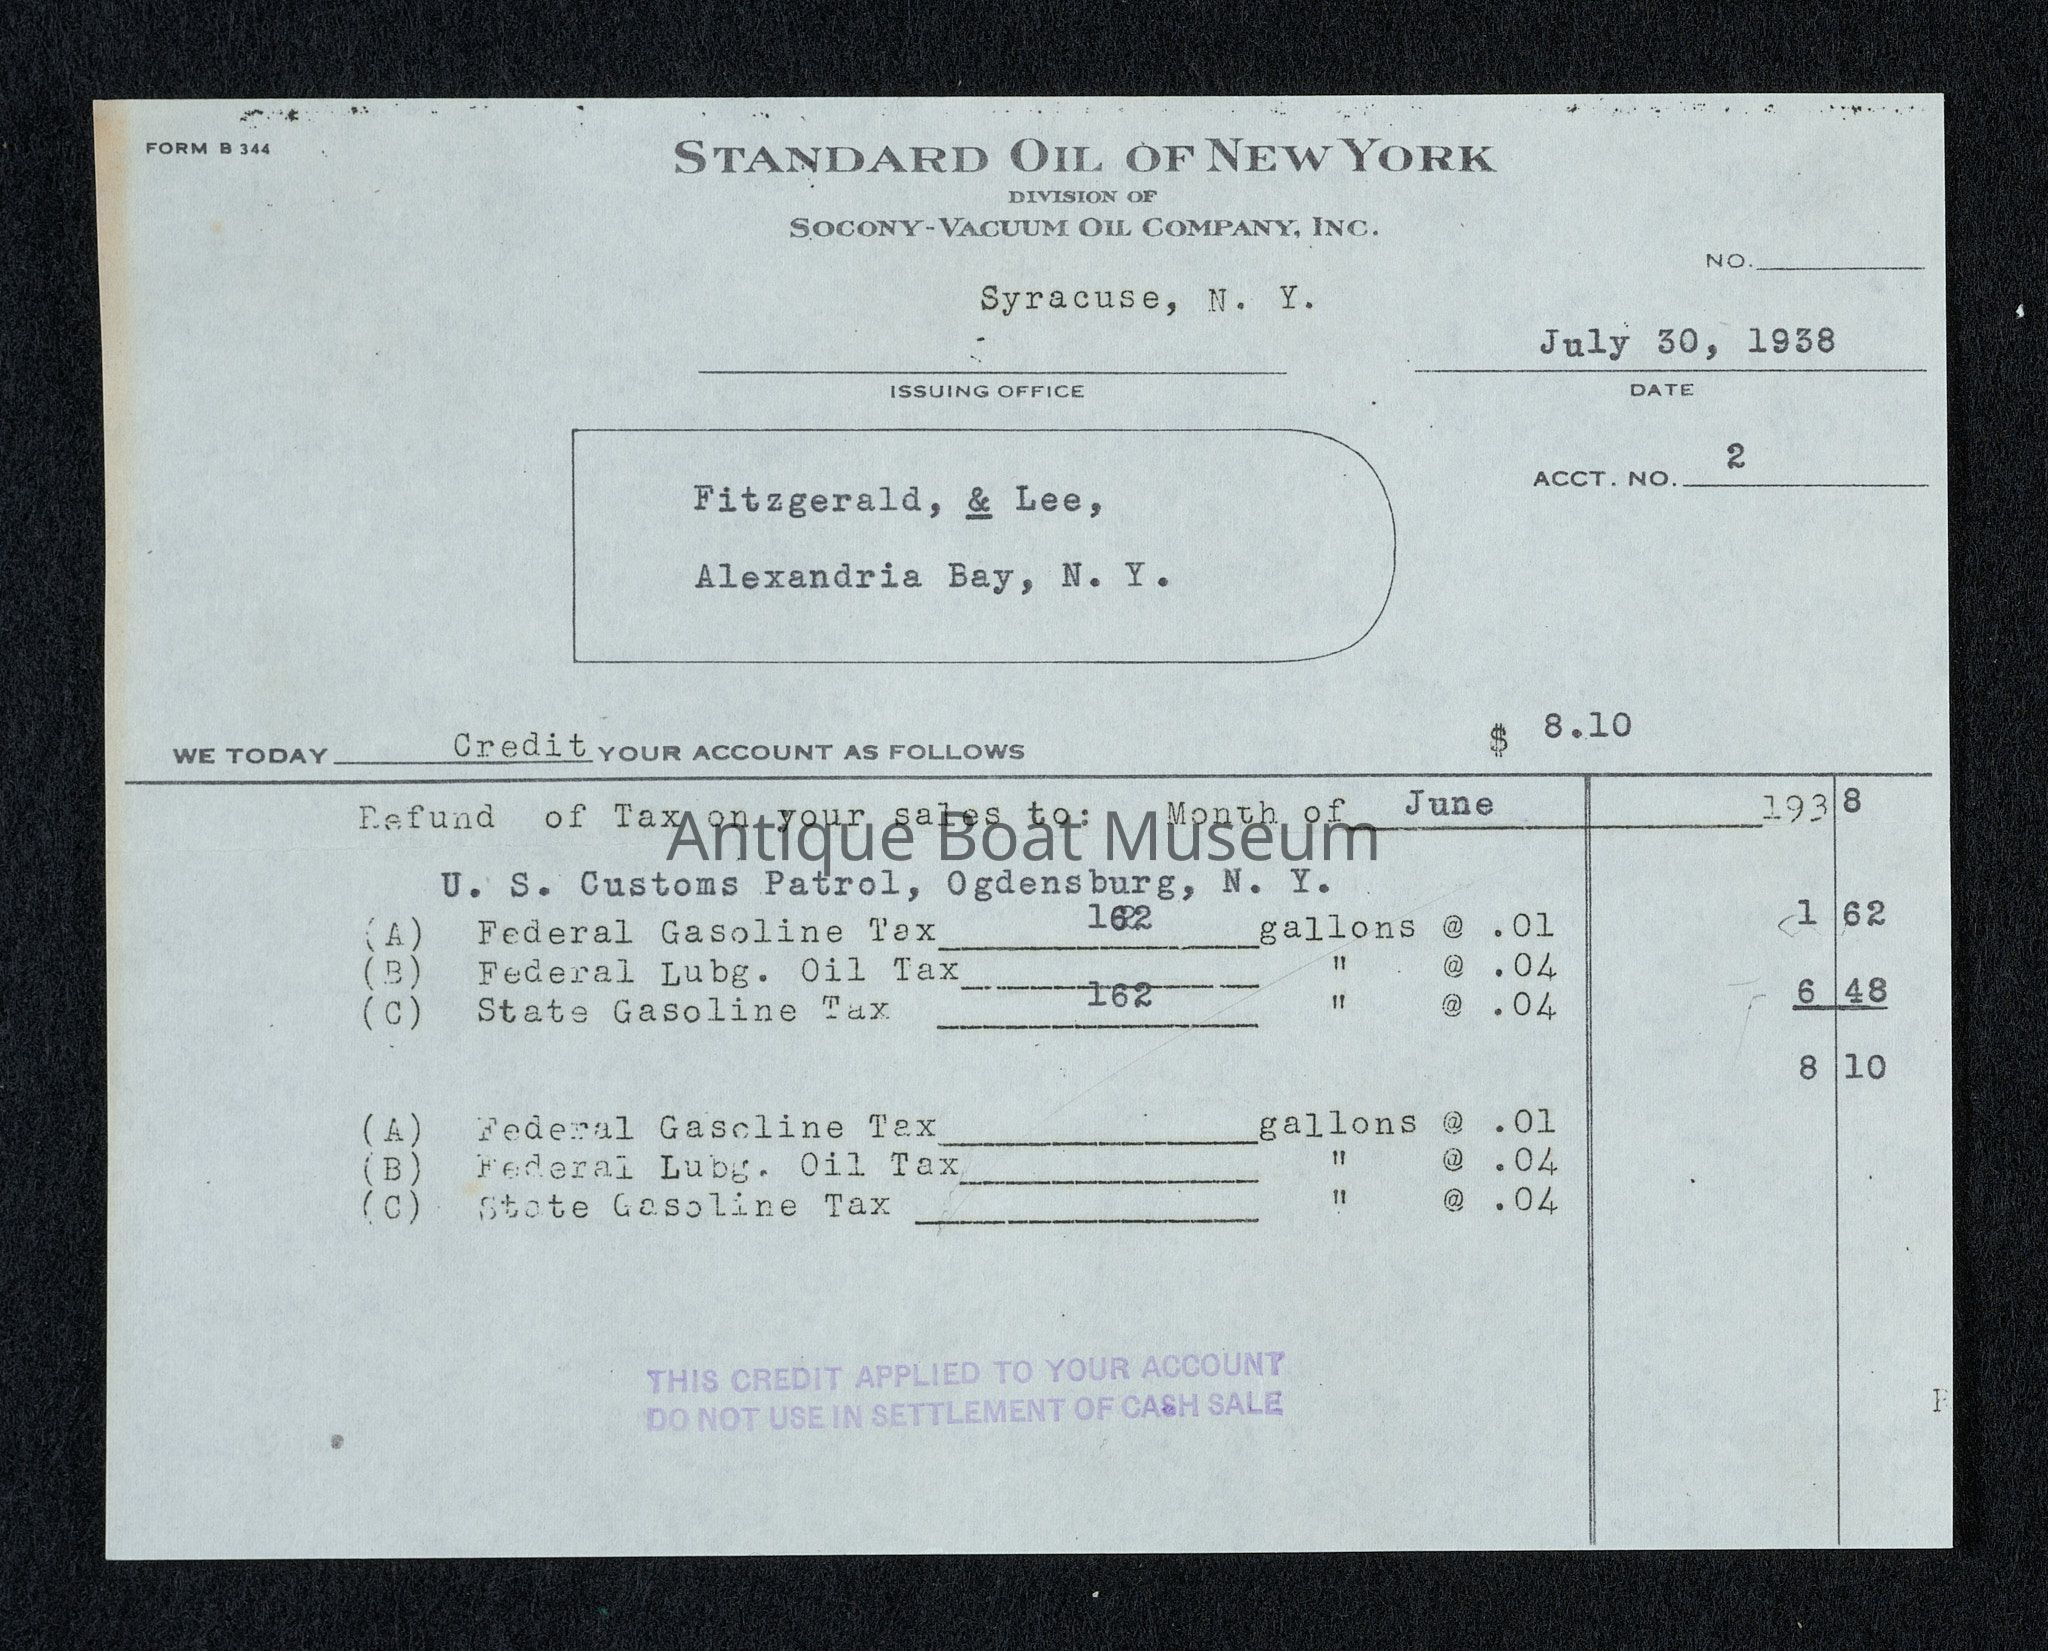 FORM B 344
STANDARD OIL OF NEW YORK
DIVISION OF
SOCONY-VACUUM OIL COMPANY, INC.
NO.
Syracuse, N. Y.
July 30, 1938
ISSUING OFFICE
DATE
2
ACCT. NO.
Fitzgerald, & Lee,
Alexandria Bay, N. Y.
$ 8.10
WE TODAY Credit YOUR ACCOUNT AS FOLLOWS
Refund of Tax on your sales to: Month of June 1938
Antique Boat Museum
U. S. Customs Patrol, Ogdensburg, N. Y.
(A) Federal Gasoline Tax 162 gallons @ .01 1 62
(B) Federal Lubg. Oil Tax " @ .04
(C) State Gasoline Tax 162 " @ .04 6 48
8 10
(A) Federal Gasoline Tax gallons @ .01
(B) Federal Lubg. Oil Tax " @ .04
(C) State Gasoline Tax " @ .04
THIS CREDIT APPLIED TO YOUR ACCOUNT
DO NOT USE IN SETTLEMENT OF CASH SALE